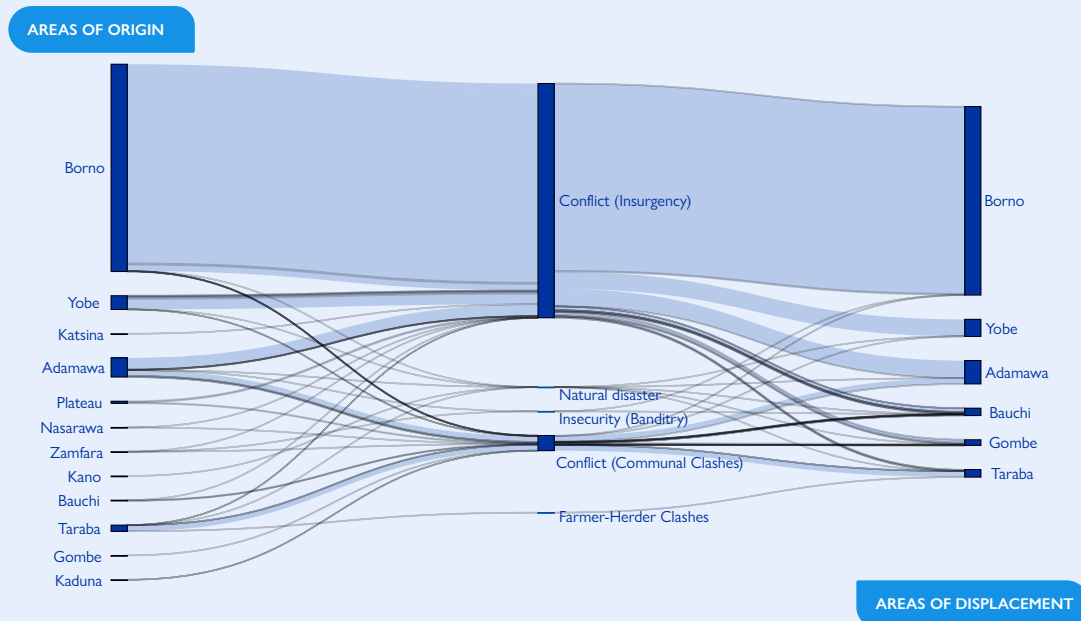 AREAS OF ORIGIN
Borno
Yobe
Katsina
Adamawa
Plateau
Nasarawa
Zamfara
Kano
Bauchi
Taraba
Gombe
Kaduna
Conflict (Insurgency)
Natural disaster
Insecurity (Banditry)
Conflict (Communal Clashes)
Farmer-Herder Clashes
Borno
Yobe
Adamawa
Bauchi
Gombe
Taraba
AREAS OF DISPLACEMENT